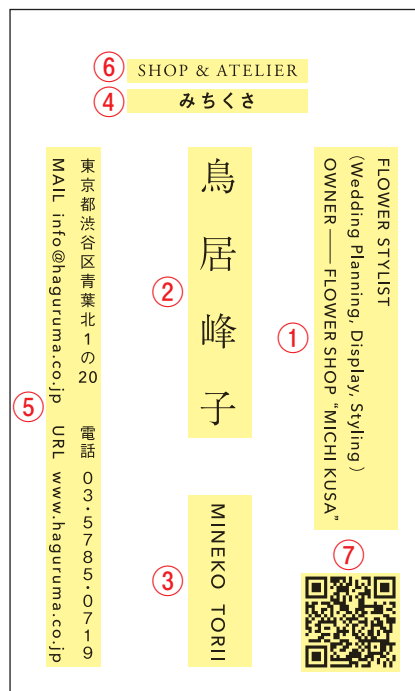 ⑥ SHOP & ATELIER
④ みちくさ
① FLOWER STYLIST
(Wedding Planning, Display, Styling)
OWNER —— FLOWER SHOP “MICHI KUSA”
② 鳥居峰子
③ MINEKO TORII
⑤ 東京都渋谷区青葉北1の20 電話 03・5785・0719
MAIL info@haguruma.co.jp URL www.haguruma.co.jp
⑦